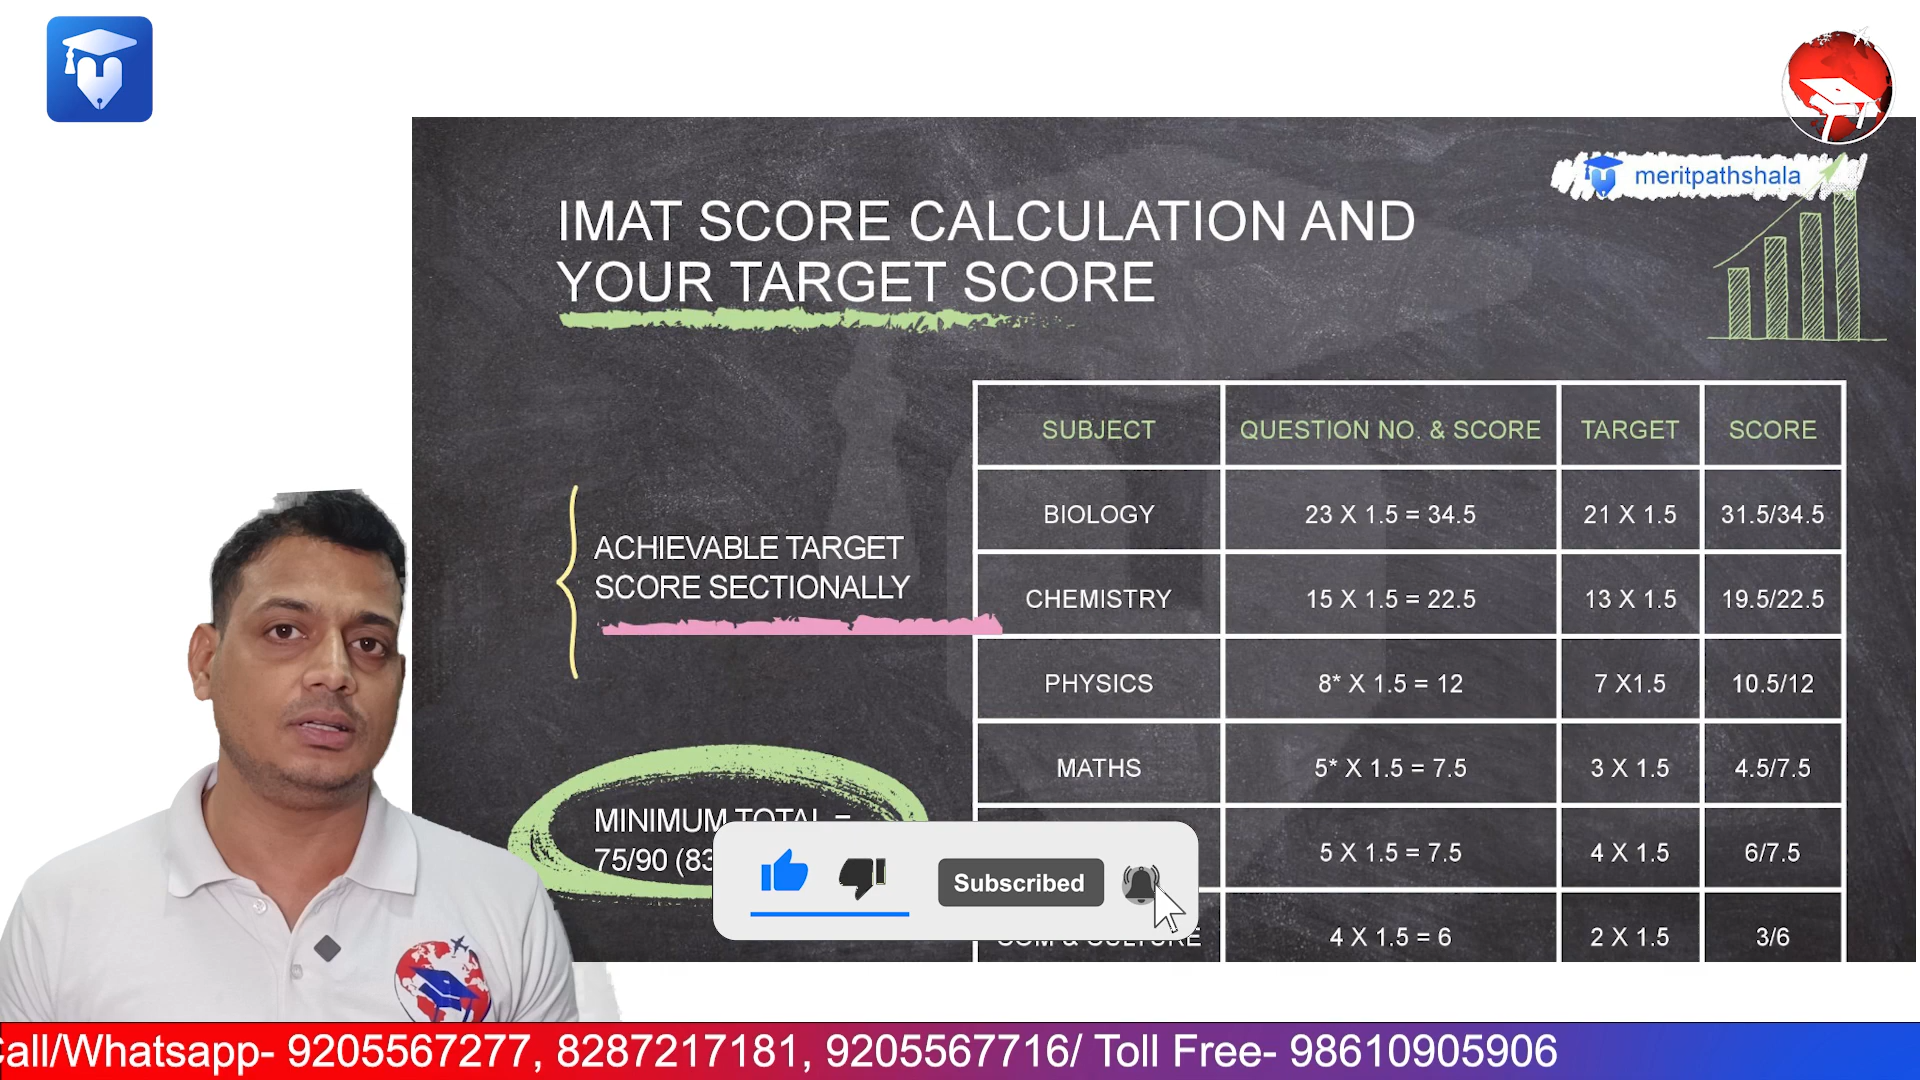 meritpathshala
IMAT SCORE CALCULATION AND
YOUR TARGET SCORE
SUBJECT QUESTION NO. & SCORE TARGET SCORE
BIOLOGY 23 X 1.5 = 34.5 21 X 1.5 31.5/34.5
ACHIEVABLE TARGET
SCORE SECTIONALLY
CHEMISTRY 15 X 1.5 = 22.5 13 X 1.5 19.5/22.5
PHYSICS 8* X 1.5 = 12 7 X1.5 10.5/12
MATHS 5* X 1.5 = 7.5 3 X 1.5 4.5/7.5
MINIMUM TOTAL =
75/90 (83
5 X 1.5 = 7.5 4 X 1.5 6/7.5
Subscribed
& CULTURE 4 X 1.5 = 6 2 X 1.5 3/6
Call/Whatsapp- 9205567277, 8287217181, 9205567716/ Toll Free- 98610905906